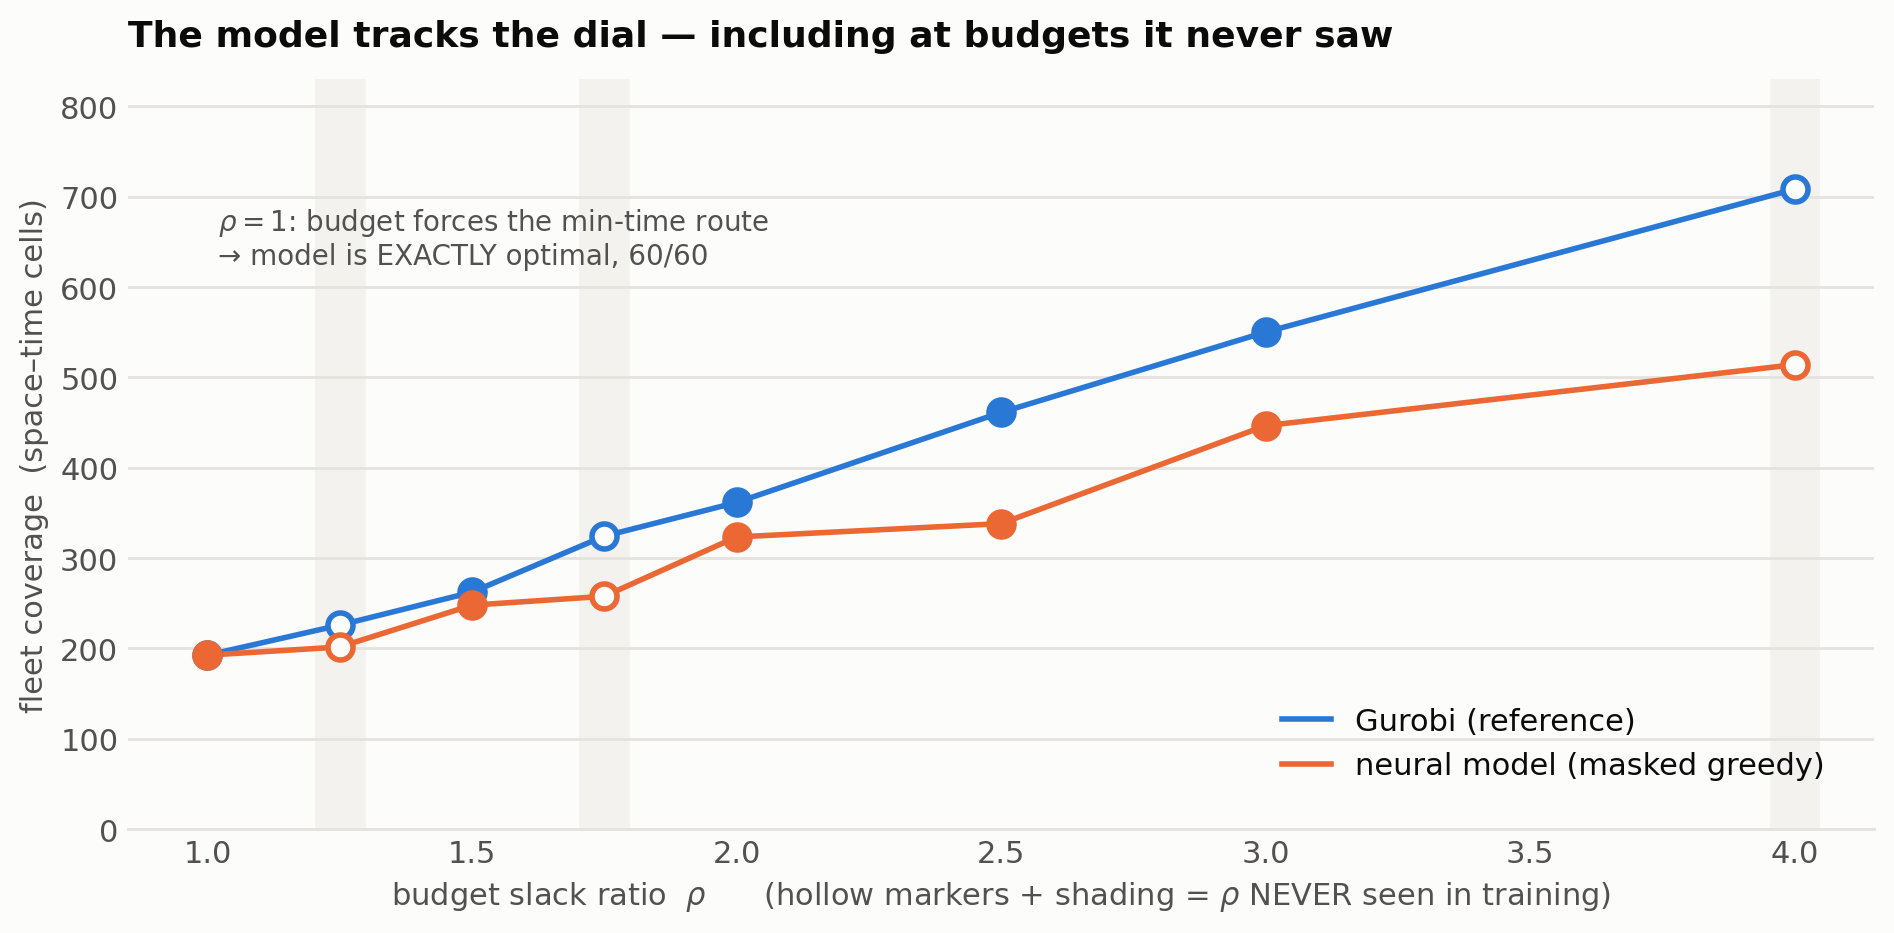 The model tracks the dial — including at budgets it never saw
fleet coverage (space–time cells)
800
700
600
500
400
300
200
100
0
ρ = 1: budget forces the min-time route
→ model is EXACTLY optimal, 60/60
Gurobi (reference)
neural model (masked greedy)
1.0 1.5 2.0 2.5 3.0 3.5 4.0
budget slack ratio ρ (hollow markers + shading = ρ NEVER seen in training)